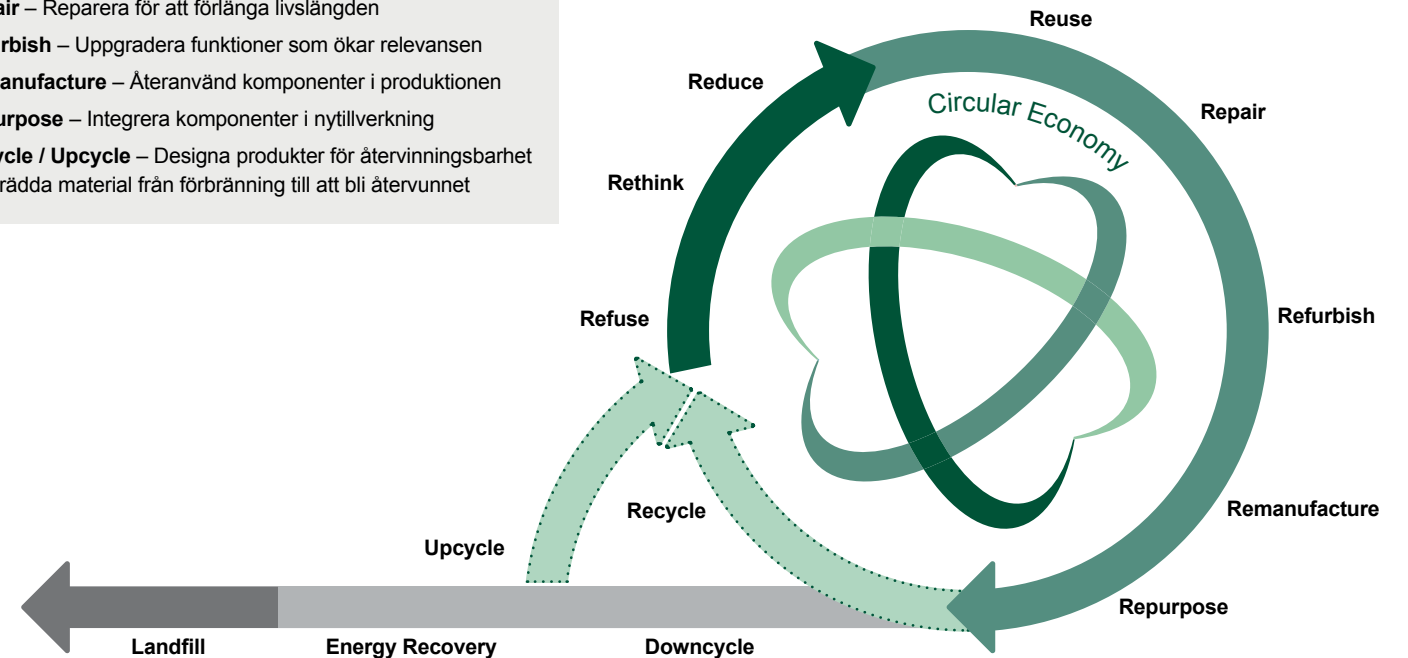 air – Reparera för att förlänga livslängden
rbish – Uppgradera funktioner som ökar relevansen
anufacture – Återanvänd komponenter i produktionen
urpose – Integrera komponenter i nytillverkning
ycle / Upcycle – Designa produkter för återvinningsbarhet
rädda material från förbränning till att bli återvunnet
Reuse
Reduce
Circular Economy
Repair
Rethink
Refuse
Refurbish
Recycle
Remanufacture
Upcycle
Repurpose
Landfill
Energy Recovery
Downcycle